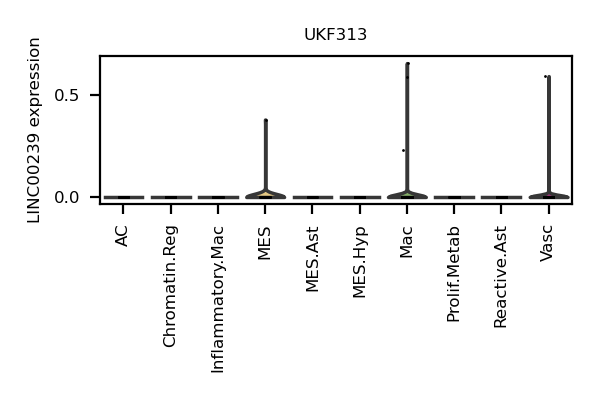 UKF313
LINC00239 expression
0.5
0.0
AC
Chromatin.Reg
Inflammatory.Mac
MES
MES.Ast
MES.Hyp
Mac
Prolif.Metab
Reactive.Ast
Vasc